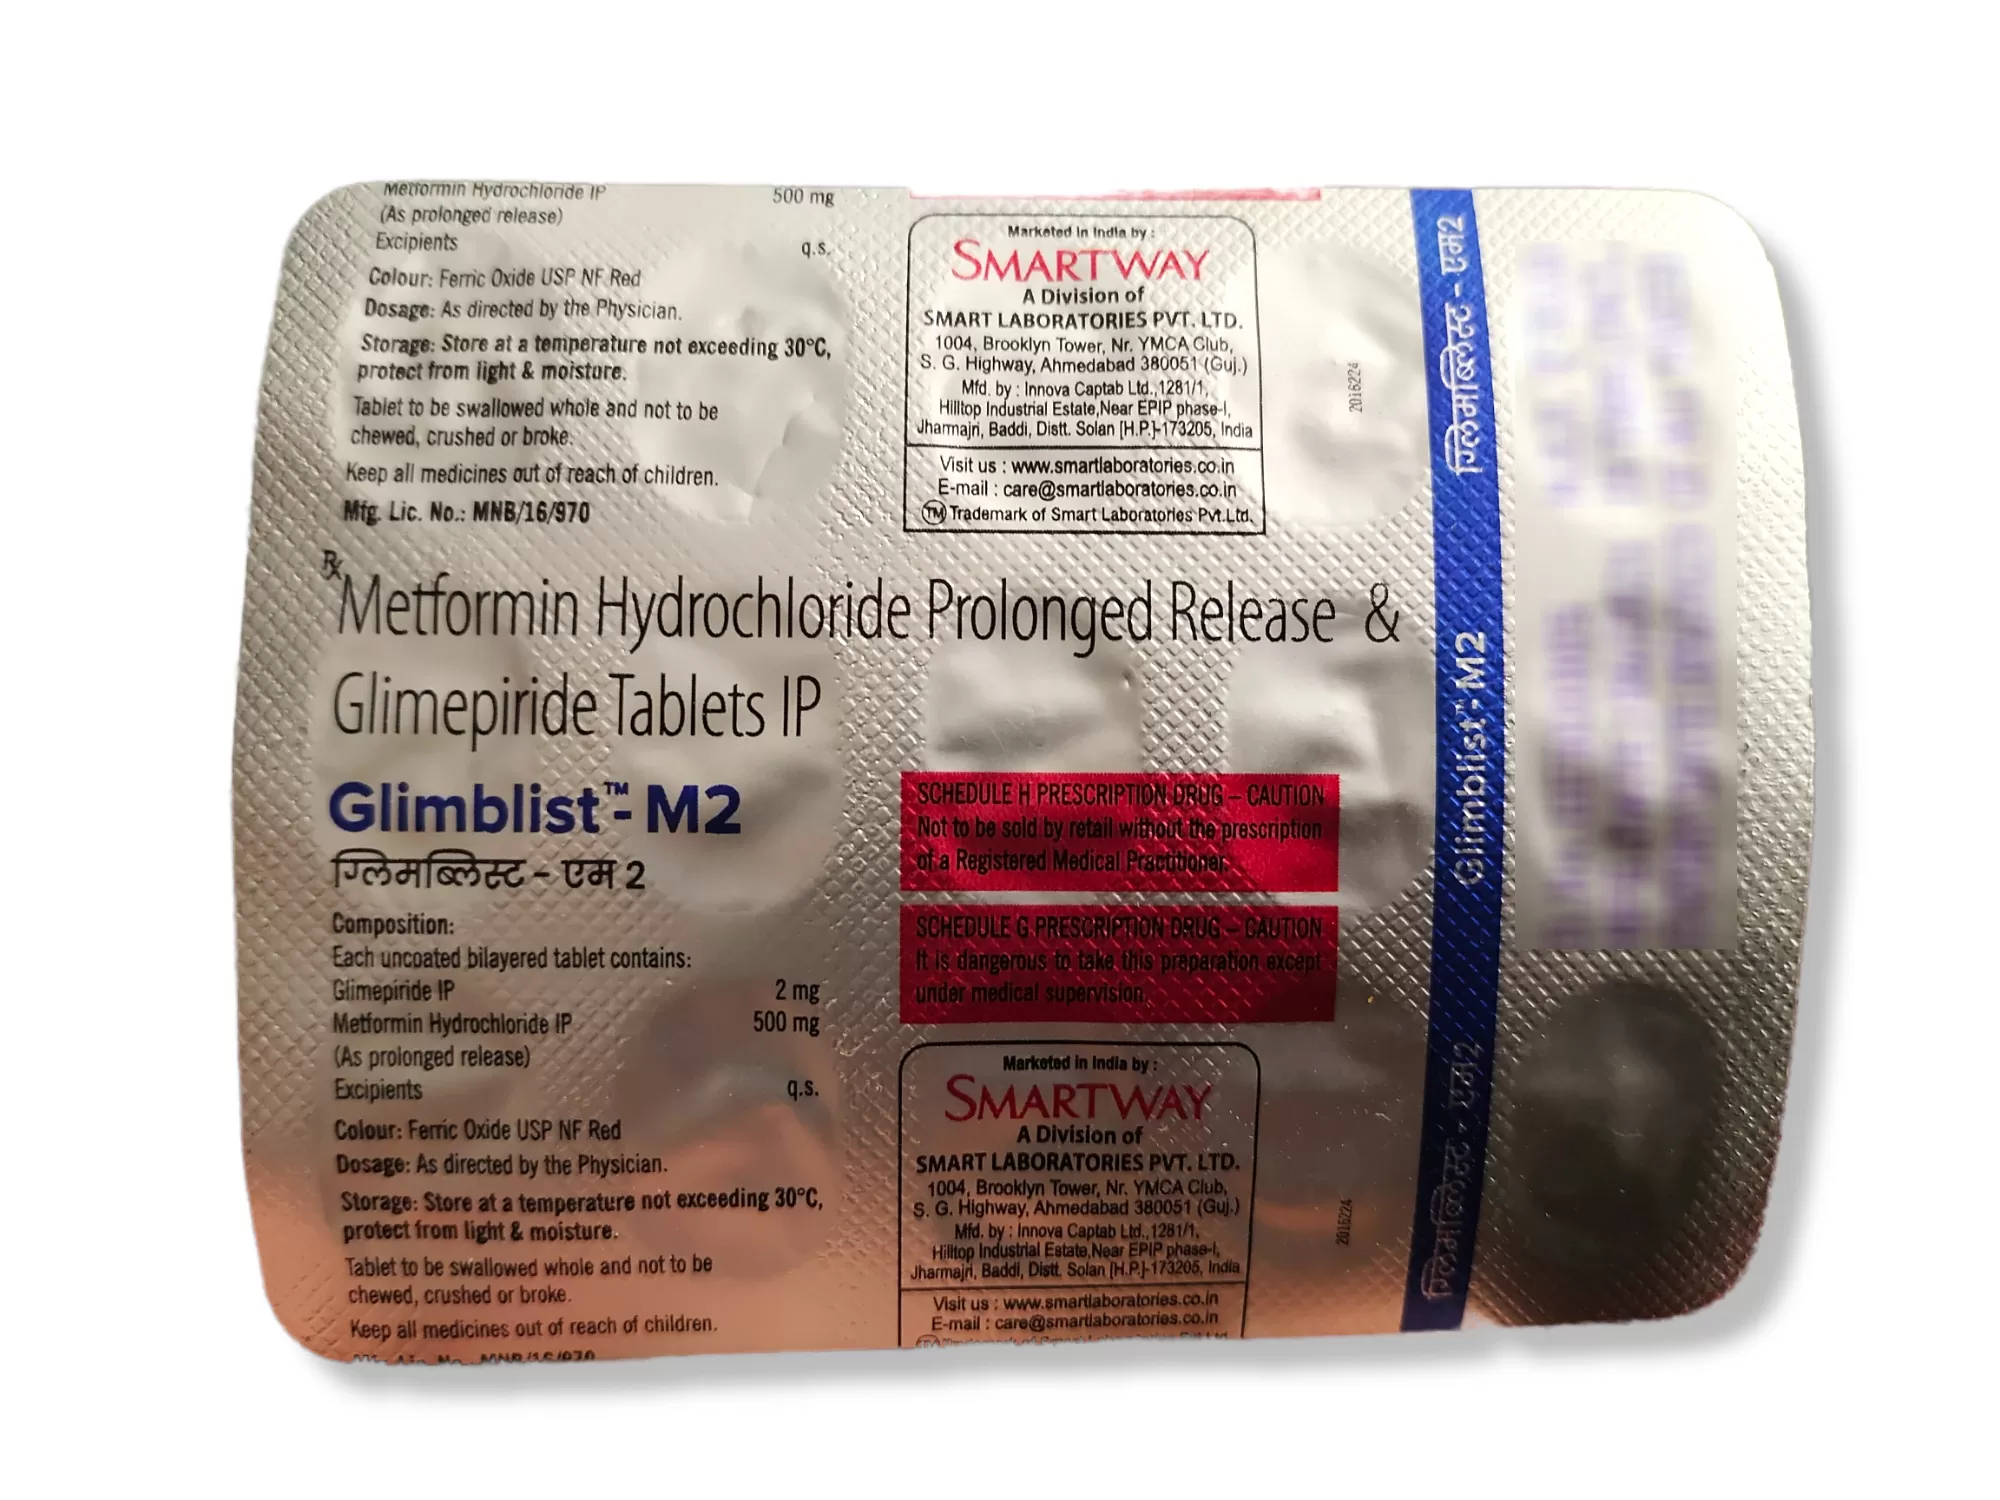 Metformin Hydrochloride IP 500 mg
(As prolonged release)
Excipients q.s.
Colour: Ferric Oxide USP NF Red
Dosage: As directed by the Physician.
Storage: Store at a temperature not exceeding 30°C,
protect from light & moisture.
Tablet to be swallowed whole and not to be
chewed, crushed or broke.
Keep all medicines out of reach of children.
Mfg. Lic. No.: MNB/16/970
Marketed in India by :
SMARTWAY
A Division of
SMART LABORATORIES PVT. LTD.
1004, Brooklyn Tower, Nr. YMCA Club,
S. G. Highway, Ahmedabad 380051 (Guj.)
Mfd. by : Innova Captab Ltd.,1281/1,
Hilltop Industrial Estate,Near EPIP phase-I,
Jharmajri, Baddi, Distt. Solan [H.P.]-173205, India
Visit us : www.smartlaboratories.co.in
E-mail : care@smartlaboratories.co.in
TM Trademark of Smart Laboratories Pvt.Ltd.
2016224
Rx
Metformin Hydrochloride Prolonged Release &
Glimepiride Tablets IP
Glimblist™- M2
ग्लिमब्लिस्ट - एम 2
Composition:
Each uncoated bilayered tablet contains:
Glimepiride IP 2 mg
Metformin Hydrochloride IP 500 mg
(As prolonged release)
Excipients q.s.
Colour: Ferric Oxide USP NF Red
Dosage: As directed by the Physician.
Storage: Store at a temperature not exceeding 30°C,
protect from light & moisture.
Tablet to be swallowed whole and not to be
chewed, crushed or broke.
Keep all medicines out of reach of children.
MNB/16/970
SCHEDULE H PRESCRIPTION DRUG – CAUTION
Not to be sold by retail without the prescription
of a Registered Medical Practitioner.
SCHEDULE G PRESCRIPTION DRUG – CAUTION
It is dangerous to take this preparation except
under medical supervision.
Marketed in India by :
SMARTWAY
A Division of
SMART LABORATORIES PVT. LTD.
1004, Brooklyn Tower, Nr. YMCA Club,
S. G. Highway, Ahmedabad 380051 (Guj.)
Mfd. by : Innova Captab Ltd.,1281/1,
Hilltop Industrial Estate,Near EPIP phase-I,
Jharmajri, Baddi, Distt. Solan [H.P.]-173205, India
Visit us : www.smartlaboratories.co.in
E-mail : care@smartlaboratories.co.in
2016224
ग्लिमब्लिस्ट - एम2
Glimblist™- M2
ग्लिमब्लिस्ट - एम2